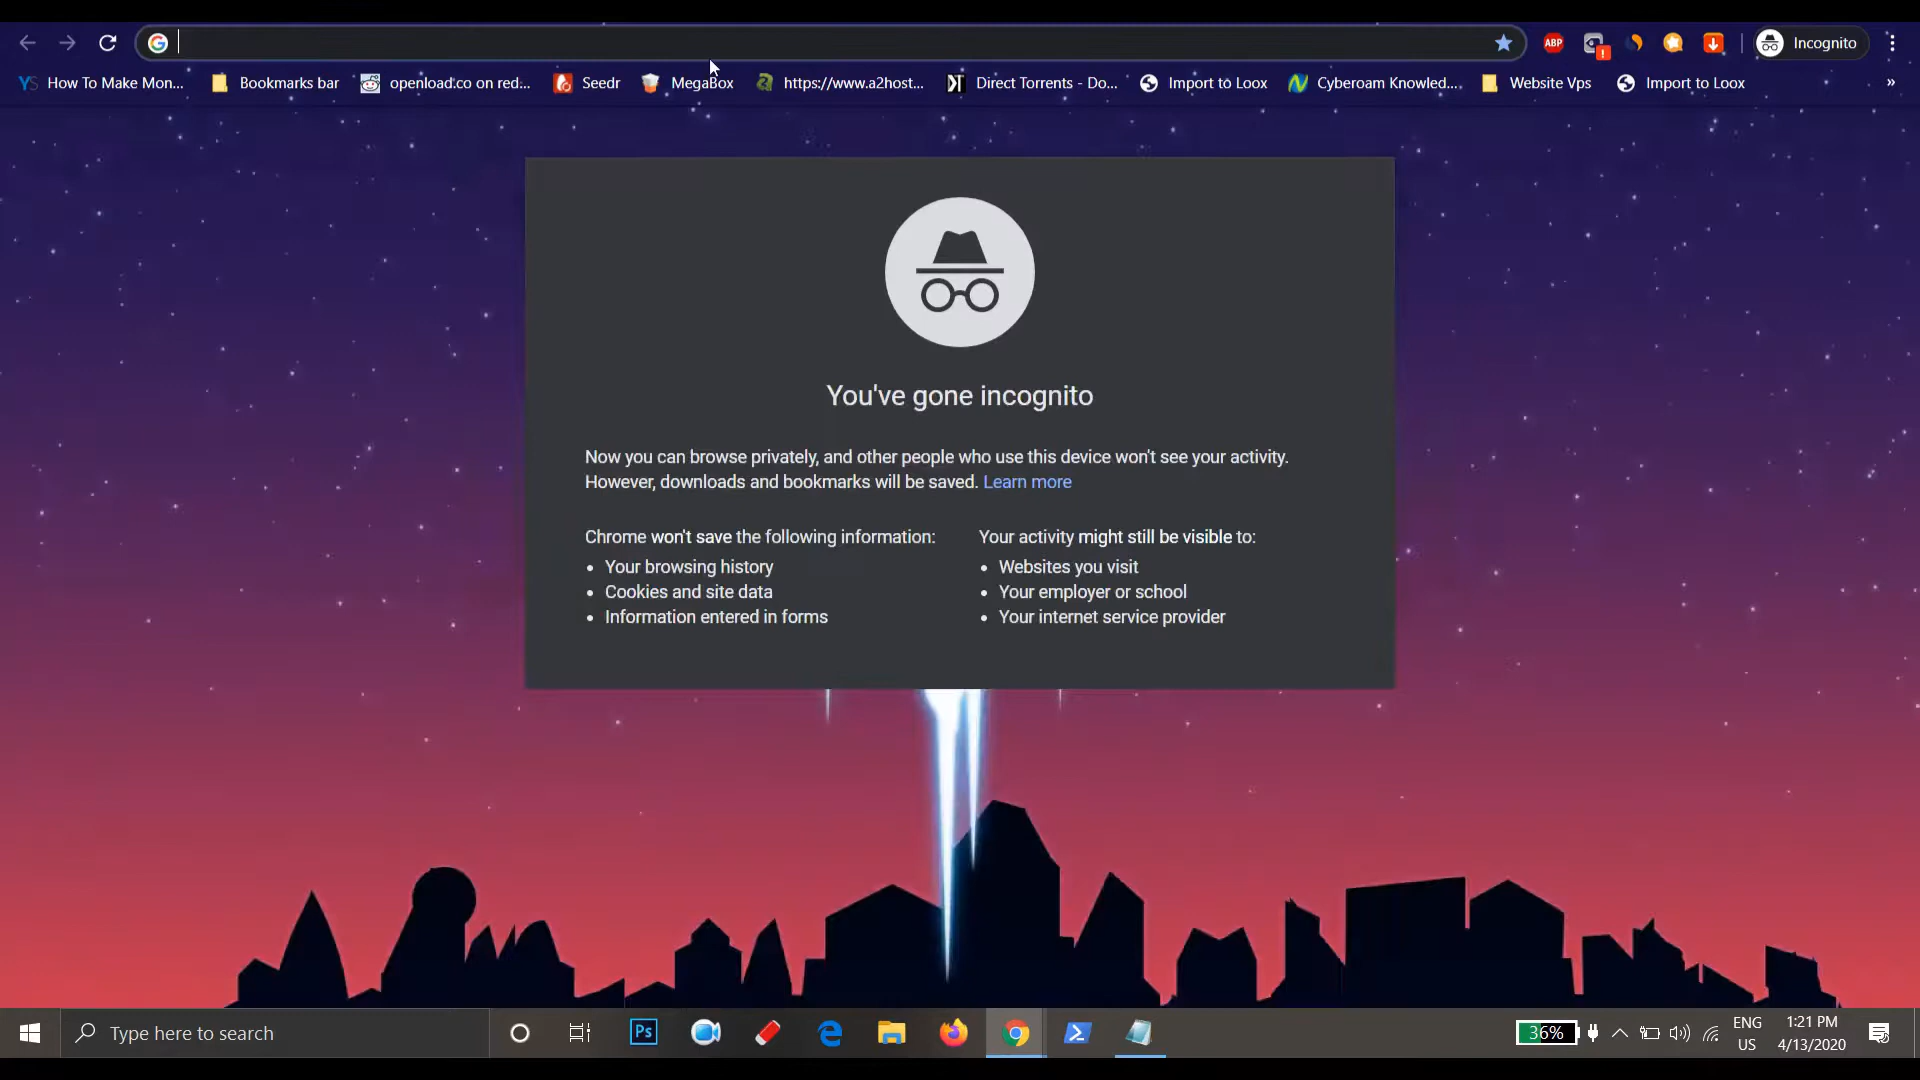 ABP
Incognito
YS How To Make Mon...
Bookmarks bar
openload.co on red...
Seedr
MegaBox
https://www.a2host...
Direct Torrents - Do...
Import to Loox
Cyberoam Knowled...
Website Vps
Import to Loox
»
You've gone incognito
Now you can browse privately, and other people who use this device won't see your activity.
However, downloads and bookmarks will be saved. Learn more
Chrome won't save the following information:
• Your browsing history
• Cookies and site data
• Information entered in forms
Your activity might still be visible to:
• Websites you visit
• Your employer or school
• Your internet service provider
Type here to search
Ps
36%
ENG
US
1:21 PM
4/13/2020